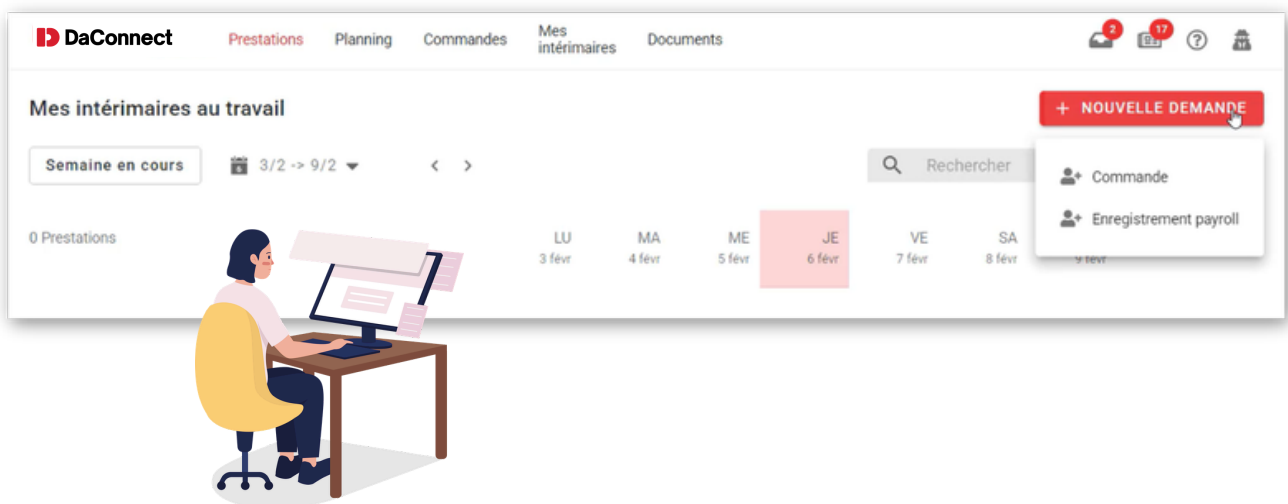 DaConnect
Prestations
Planning
Commandes
Mes
intérimaires
Documents
2
17
Mes intérimaires au travail
+ NOUVELLE DEMANDE
Semaine en cours
3/2 -> 9/2
Rechercher
Commande
Enregistrement payroll
0 Prestations
LU
MA
ME
JE
VE
SA
3 févr
4 févr
5 févr
6 févr
7 févr
8 févr
9 févr